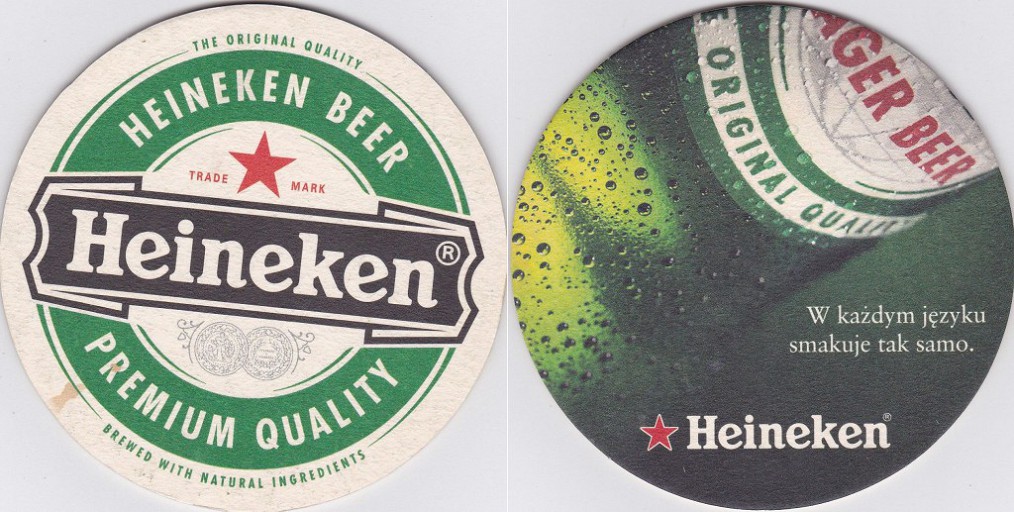 THE ORIGINAL QUALITY
HEINEKEN BEER
TRADE MARK
Heineken®
PREMIUM QUALITY
BREWED WITH NATURAL INGREDIENTS
AGER BEER
ORIGINAL QUALITY
W każdym języku
smakuje tak samo.
Heineken®